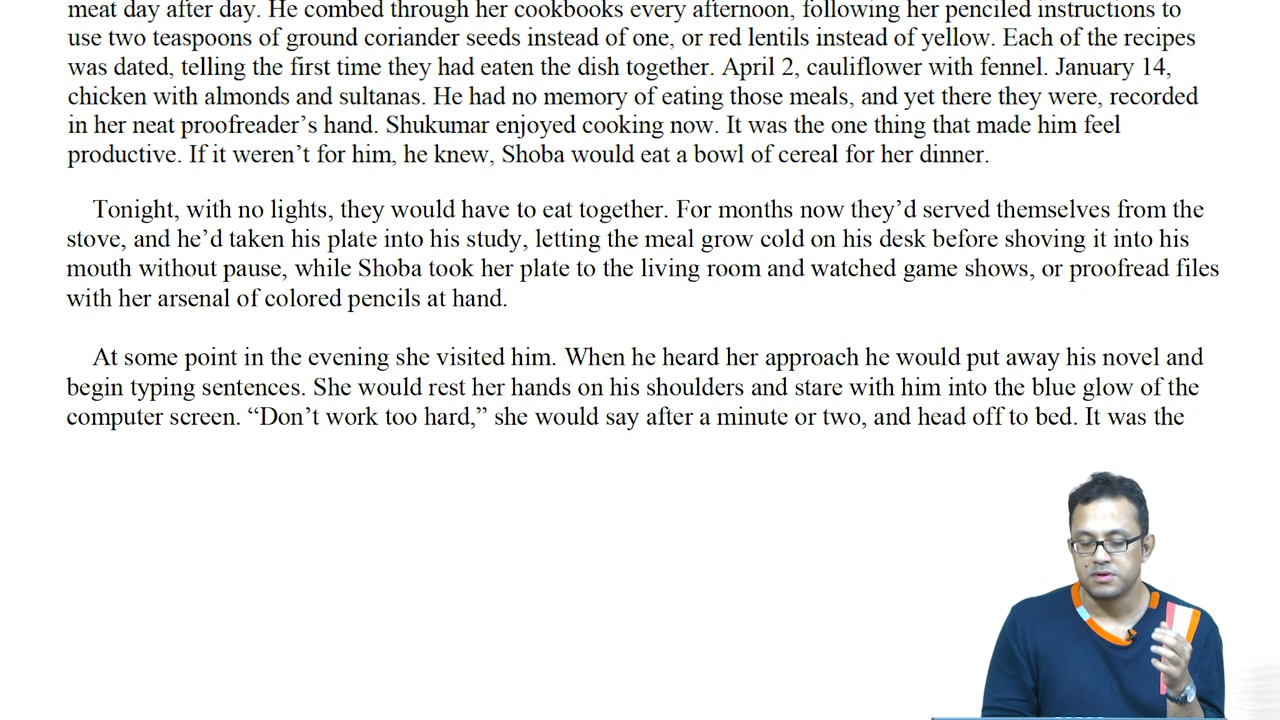 meat day after day. He combed through her cookbooks every afternoon, following her penciled instructions to
use two teaspoons of ground coriander seeds instead of one, or red lentils instead of yellow. Each of the recipes
was dated, telling the first time they had eaten the dish together. April 2, cauliflower with fennel. January 14,
chicken with almonds and sultanas. He had no memory of eating those meals, and yet there they were, recorded
in her neat proofreader’s hand. Shukumar enjoyed cooking now. It was the one thing that made him feel
productive. If it weren’t for him, he knew, Shoba would eat a bowl of cereal for her dinner.
Tonight, with no lights, they would have to eat together. For months now they’d served themselves from the
stove, and he’d taken his plate into his study, letting the meal grow cold on his desk before shoving it into his
mouth without pause, while Shoba took her plate to the living room and watched game shows, or proofread files
with her arsenal of colored pencils at hand.
At some point in the evening she visited him. When he heard her approach he would put away his novel and
begin typing sentences. She would rest her hands on his shoulders and stare with him into the blue glow of the
computer screen. “Don’t work too hard,” she would say after a minute or two, and head off to bed. It was the